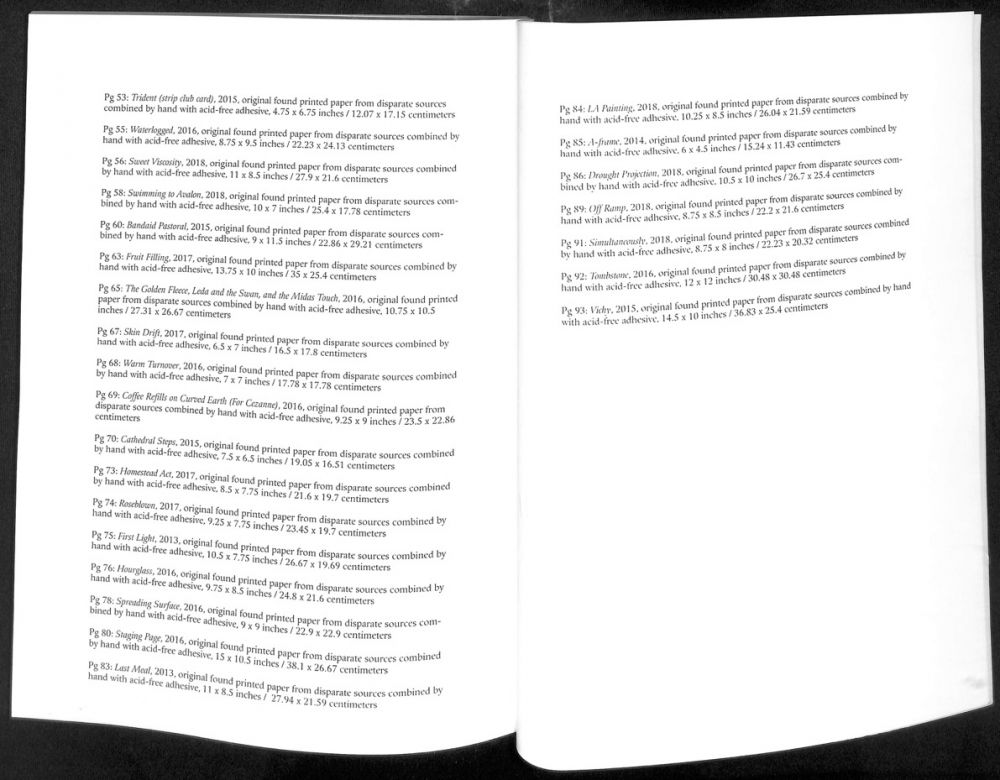 Pg 53: Trident (strip club card), 2015, original found printed paper from disparate sources
combined by hand with acid-free adhesive, 4.75 x 6.75 inches / 12.07 x 17.15 centimeters
Pg 55: Waterlogged, 2016, original found printed paper from disparate sources combined by
hand with acid-free adhesive, 8.75 x 9.5 inches / 22.23 x 24.13 centimeters
Pg 56: Sweet Viscosity, 2018, original found printed paper from disparate sources combined
by hand with acid-free adhesive, 11 x 8.5 inches / 27.9 x 21.6 centimeters
Pg 58: Swimming to Avalon, 2018, original found printed paper from disparate sources com-
bined by hand with acid-free adhesive, 10 x 7 inches / 25.4 x 17.78 centimeters
Pg 60: Bandaid Pastoral, 2015, original found printed paper from disparate sources com-
bined by hand with acid-free adhesive, 9 x 11.5 inches / 22.86 x 29.21 centimeters
Pg 63: Fruit Filling, 2017, original found printed paper from disparate sources combined by
hand with acid-free adhesive, 13.75 x 10 inches / 35 x 25.4 centimeters
Pg 65: The Golden Fleece, Leda and the Swan, and the Midas Touch, 2016, original found printed
paper from disparate sources combined by hand with acid-free adhesive, 10.75 x 10.5
inches / 27.31 x 26.67 centimeters
Pg 67: Skin Drift, 2017, original found printed paper from disparate sources combined by
hand with acid-free adhesive, 6.5 x 7 inches / 16.5 x 17.8 centimeters
Pg 68: Warm Turnover, 2016, original found printed paper from disparate sources combined
by hand with acid-free adhesive, 7 x 7 inches / 17.78 x 17.78 centimeters
Pg 69: Coffee Refills on Curved Earth (For Cezanne), 2016, original found printed paper from
disparate sources combined by hand with acid-free adhesive, 9.25 x 9 inches / 23.5 x 22.86
centimeters
Pg 70: Cathedral Steps, 2015, original found printed paper from disparate sources combined
by hand with acid-free adhesive, 7.5 x 6.5 inches / 19.05 x 16.51 centimeters
Pg 73: Homestead Act, 2017, original found printed paper from disparate sources combined
by hand with acid-free adhesive, 8.5 x 7.75 inches / 21.6 x 19.7 centimeters
Pg 74: Roseblown, 2017, original found printed paper from disparate sources combined by
hand with acid-free adhesive, 9.25 x 7.75 inches / 23.45 x 19.7 centimeters
Pg 75: First Light, 2013, original found printed paper from disparate sources combined by
hand with acid-free adhesive, 10.5 x 7.75 inches / 26.67 x 19.69 centimeters
Pg 76: Hourglass, 2016, original found printed paper from disparate sources combined by
hand with acid-free adhesive, 9.75 x 8.5 inches / 24.8 x 21.6 centimeters
Pg 78: Spreading Surface, 2016, original found printed paper from disparate sources com-
bined by hand with acid-free adhesive, 9 x 9 inches / 22.9 x 22.9 centimeters
Pg 80: Staging Page, 2016, original found printed paper from disparate sources combined
by hand with acid-free adhesive, 15 x 10.5 inches / 38.1 x 26.67 centimeters
Pg 83: Last Meal, 2013, original found printed paper from disparate sources combined by
hand with acid-free adhesive, 11 x 8.5 inches / 27.94 x 21.59 centimeters
Pg 84: LA Painting, 2018, original found printed paper from disparate sources combined by
hand with acid-free adhesive, 10.25 x 8.5 inches / 26.04 x 21.59 centimeters
Pg 85: A-frame, 2014, original found printed paper from disparate sources combined by
hand with acid-free adhesive, 6 x 4.5 inches / 15.24 x 11.43 centimeters
Pg 86: Drought Projection, 2018, original found printed paper from disparate sources com-
bined by hand with acid-free adhesive, 10.5 x 10 inches / 26.7 x 25.4 centimeters
Pg 89: Off Ramp, 2018, original found printed paper from disparate sources combined by
hand with acid-free adhesive, 8.75 x 8.5 inches / 22.2 x 21.6 centimeters
Pg 91: Simultaneously, 2018, original found printed paper from disparate sources combined
by hand with acid-free adhesive, 8.75 x 8 inches / 22.23 x 20.32 centimeters
Pg 92: Tombstone, 2016, original found printed paper from disparate sources combined by
hand with acid-free adhesive, 12 x 12 inches / 30.48 x 30.48 centimeters
Pg 93: Vichy, 2015, original found printed paper from disparate sources combined by hand
with acid-free adhesive, 14.5 x 10 inches / 36.83 x 25.4 centimeters